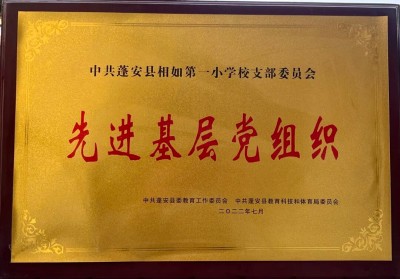 中共蓬安县相如第一小学校支部委员会
先进基层党组织
中共蓬安县委教育工作委员会 中共蓬安县教育科技和体育局委员会
二〇二二年七月